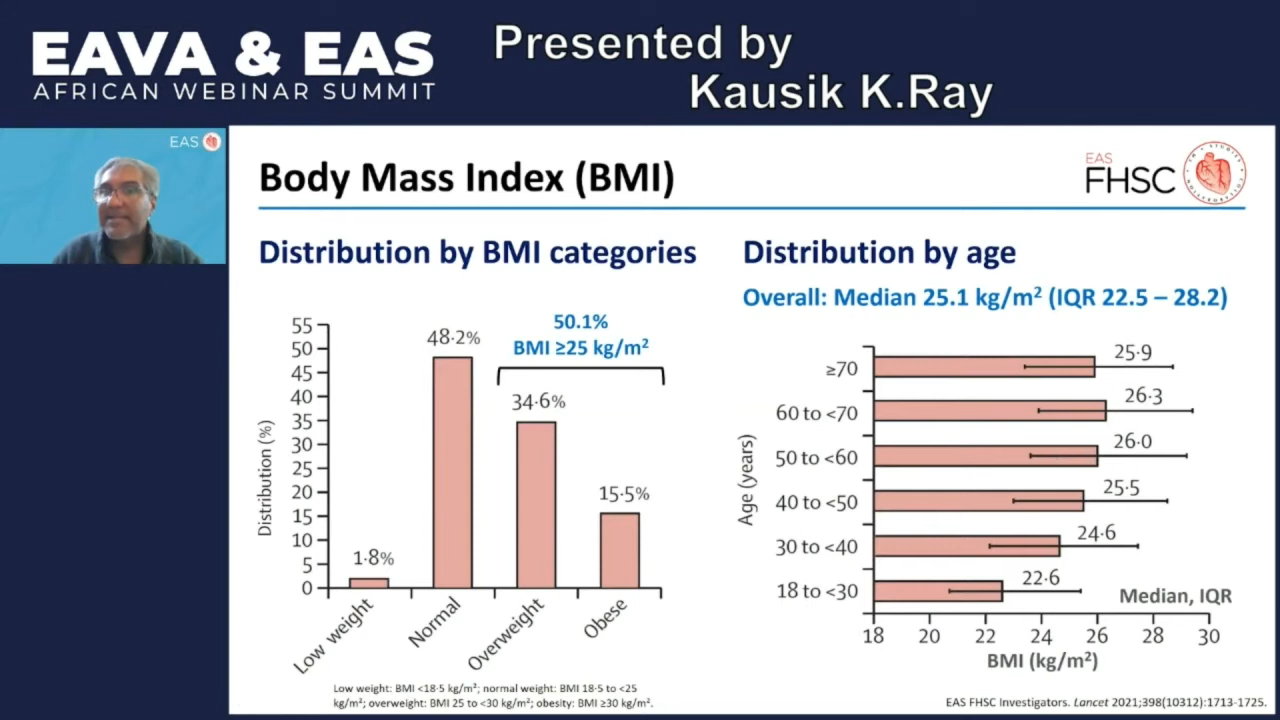 EAVA & EAS
AFRICAN WEBINAR SUMMIT
Presented by
Kausik K.Ray
EAS
Body Mass Index (BMI)
EAS
FHSC
Distribution by BMI categories
Distribution by age
Overall: Median 25.1 kg/m² (IQR 22.5 – 28.2)
50.1%
BMI ≥25 kg/m²
Distribution (%)
55
50
45
40
35
30
25
20
15
10
5
0
1·8%
48·2%
34·6%
15·5%
Low weight
Normal
Overweight
Obese
Low weight: BMI <18·5 kg/m²; normal weight: BMI 18·5 to <25
kg/m²; overweight: BMI 25 to <30 kg/m²; obesity: BMI ≥30 kg/m².
Age (years)
≥70
25·9
60 to <70
26·3
50 to <60
26·0
40 to <50
25·5
30 to <40
24·6
18 to <30
22·6
Median, IQR
18 20 22 24 26 28 30
BMI (kg/m²)
EAS FHSC Investigators. Lancet 2021;398(10312):1713-1725.